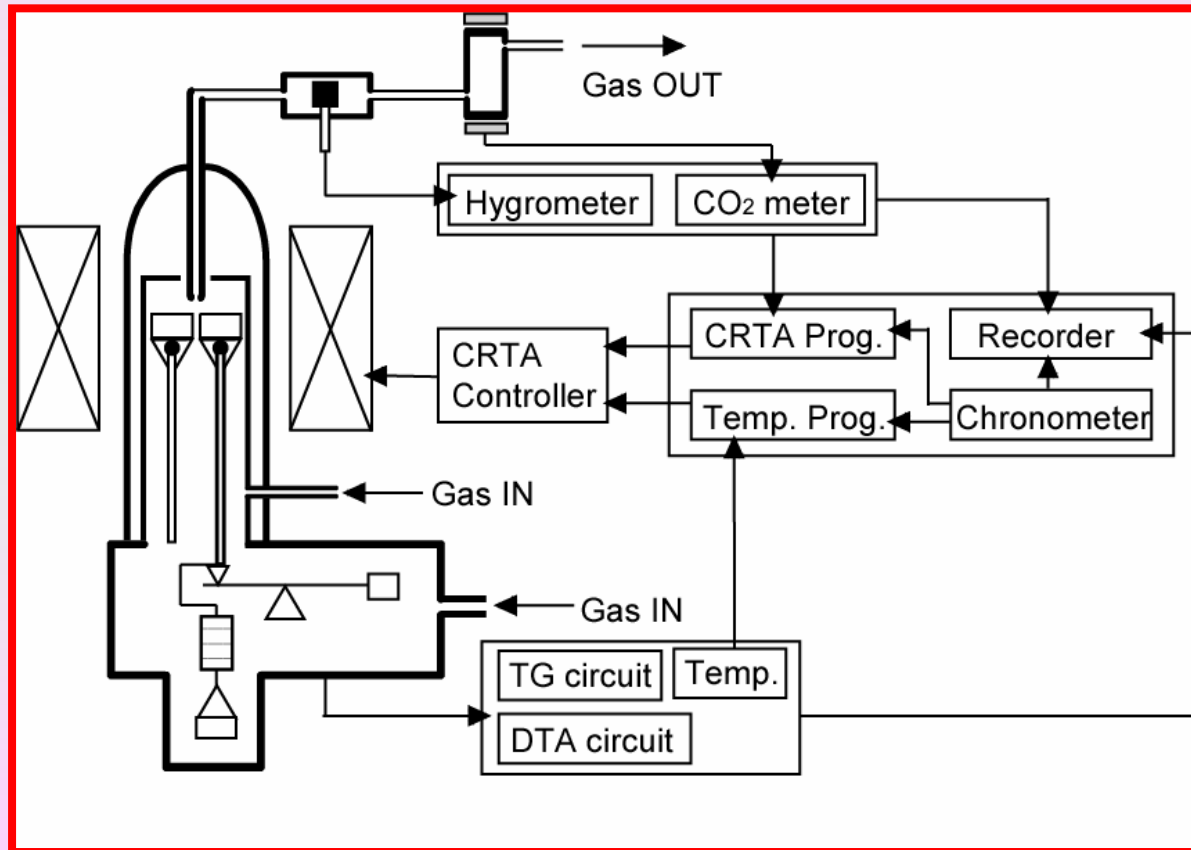 Gas OUT
Hygrometer
CO₂ meter
CRTA Prog.
Recorder
CRTA
Controller
Temp. Prog.
Chronometer
Gas IN
Gas IN
TG circuit
Temp.
DTA circuit